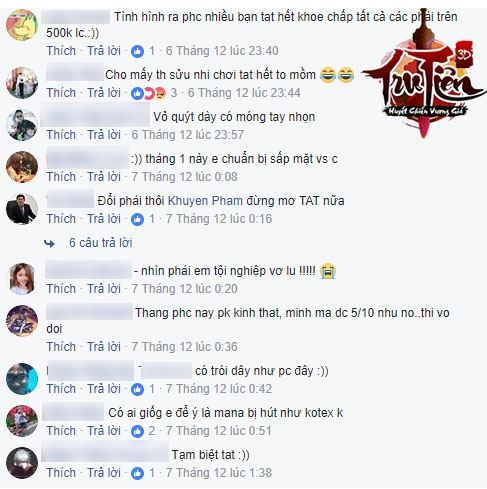 Tình hình ra phc nhiều bạn tat hết khoe chấp tất cả các phái trên
500k lc.:))
Thích · Trả lời · 1 · 6 Tháng 12 lúc 23:40
Cho mấy th sửu nhi chơi tat hết to mồm 😂😂
Thích · Trả lời · 3 · 6 Tháng 12 lúc 23:44
Vỏ quýt dày có móng tay nhọn
Thích · Trả lời · 6 Tháng 12 lúc 23:57
:)) tháng 1 này e chuẩn bị sấp mặt vs c
Thích · Trả lời · 7 Tháng 12 lúc 0:08
Đổi phái thôi Khuyen Pham đừng mơ TAT nữa
Thích · Trả lời · 1 · 7 Tháng 12 lúc 0:16
6 câu trả lời
- nhìn phái em tội nghiệp vơ lu !!!!! 😭
Thích · Trả lời · 7 Tháng 12 lúc 0:20
Thang phc nay pk kinh that, minh ma dc 5/10 nhu no..thi vo
doi
Thích · Trả lời · 7 Tháng 12 lúc 0:36
có trói dây như pc đây :))
Thích · Trả lời · 1 · 7 Tháng 12 lúc 0:42
Có ai giống e để ý là mana bị hút như kotex k
Thích · Trả lời · 2 · 7 Tháng 12 lúc 0:51
Tạm biệt tat :))
Thích · Trả lời · 1 · 7 Tháng 12 lúc 1:38
Tru Tiên 3D
Huyết Chiến Vương Giả